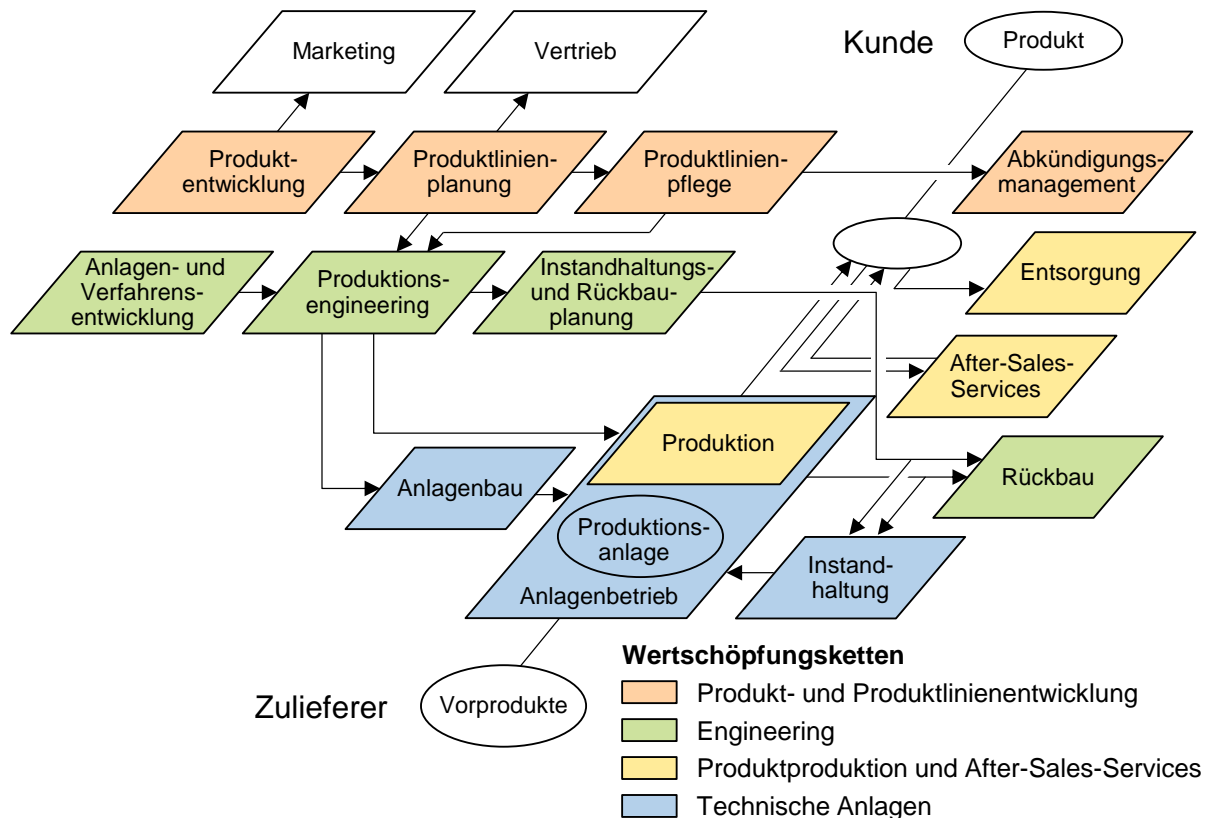 Marketing
Vertrieb
Kunde
Produkt
Produkt-
entwicklung
Produktlinien-
planung
Produktlinien-
pflege
Abkündigungs-
management
Anlagen- und
Verfahrens-
entwicklung
Produktions-
engineering
Instandhaltungs-
und Rückbau-
planung
Entsorgung
After-Sales-
Services
Produktion
Anlagenbau
Rückbau
Produktions-
anlage
Instand-
haltung
Anlagenbetrieb
Zulieferer
Vorprodukte
Wertschöpfungsketten
Produkt- und Produktlinienentwicklung
Engineering
Produktproduktion und After-Sales-Services
Technische Anlagen